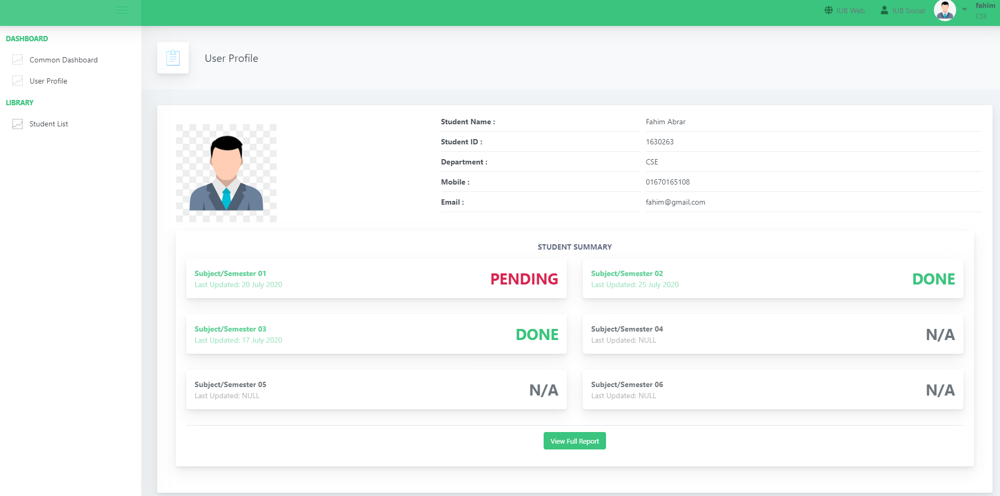 IUB Web
IUB Social
fahim
CSE
DASHBOARD
Common Dashboard
User Profile
LIBRARY
Student List
User Profile
Student Name : Fahim Abrar
Student ID : 1630263
Department : CSE
Mobile : 01670165108
Email : fahim@gmail.com
STUDENT SUMMARY
Subject/Semester 01
Last Updated: 20 July 2020
PENDING
Subject/Semester 02
Last Updated: 25 July 2020
DONE
Subject/Semester 03
Last Updated: 17 July 2020
DONE
Subject/Semester 04
Last Updated: NULL
N/A
Subject/Semester 05
Last Updated: NULL
N/A
Subject/Semester 06
Last Updated: NULL
N/A
View Full Report